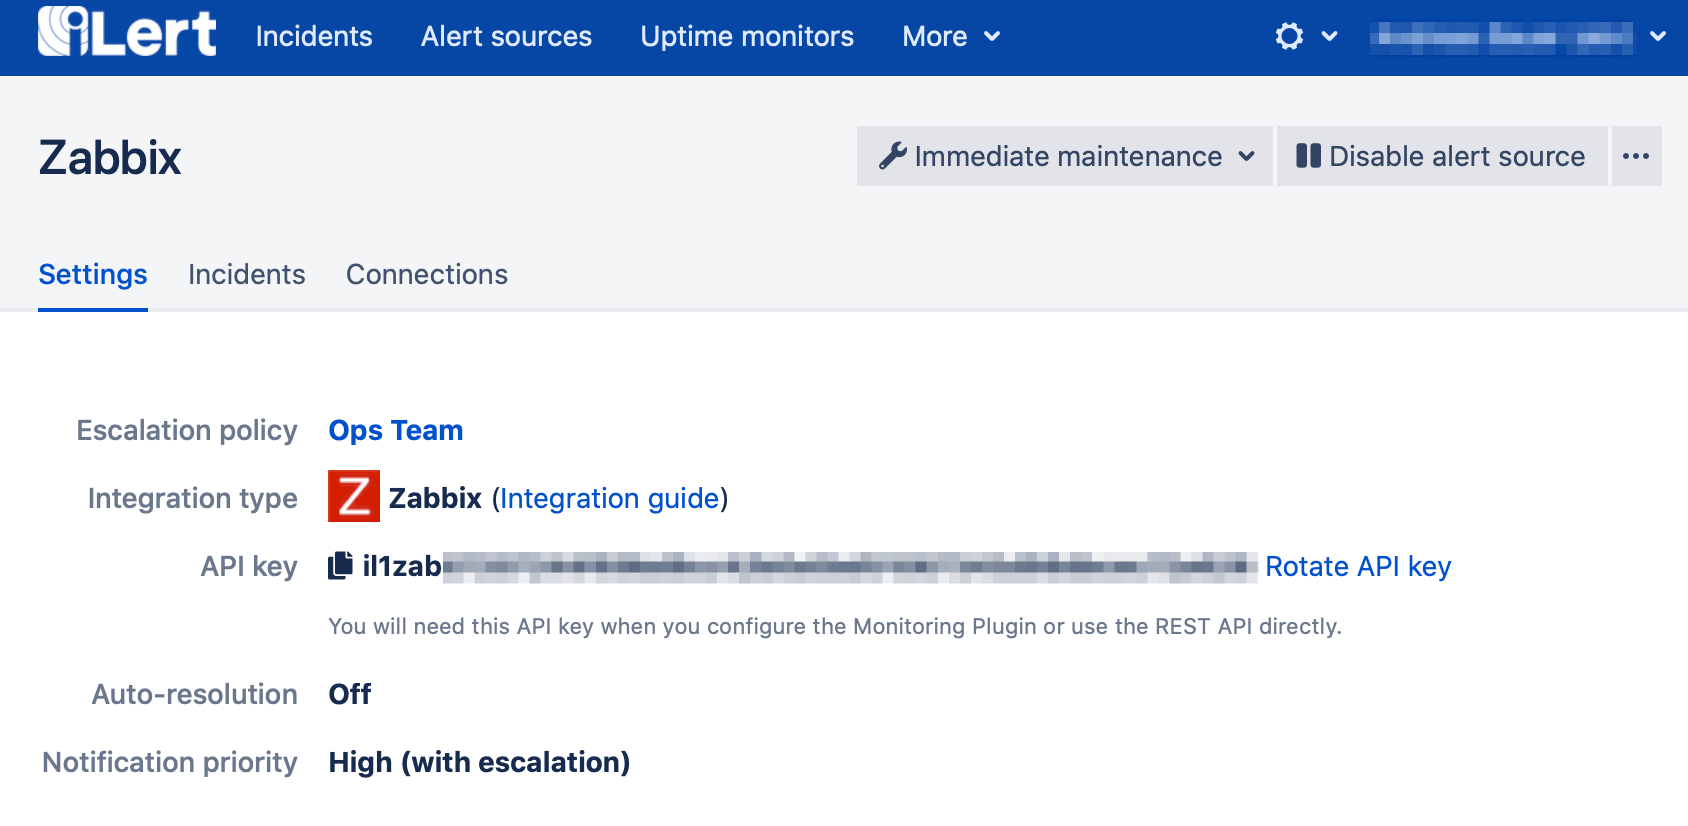 iLert Incidents Alert sources Uptime monitors More
Zabbix
Immediate maintenance Disable alert source
Settings Incidents Connections
Escalation policy Ops Team
Integration type Z Zabbix (Integration guide)
API key il1zab Rotate API key
You will need this API key when you configure the Monitoring Plugin or use the REST API directly.
Auto-resolution Off
Notification priority High (with escalation)